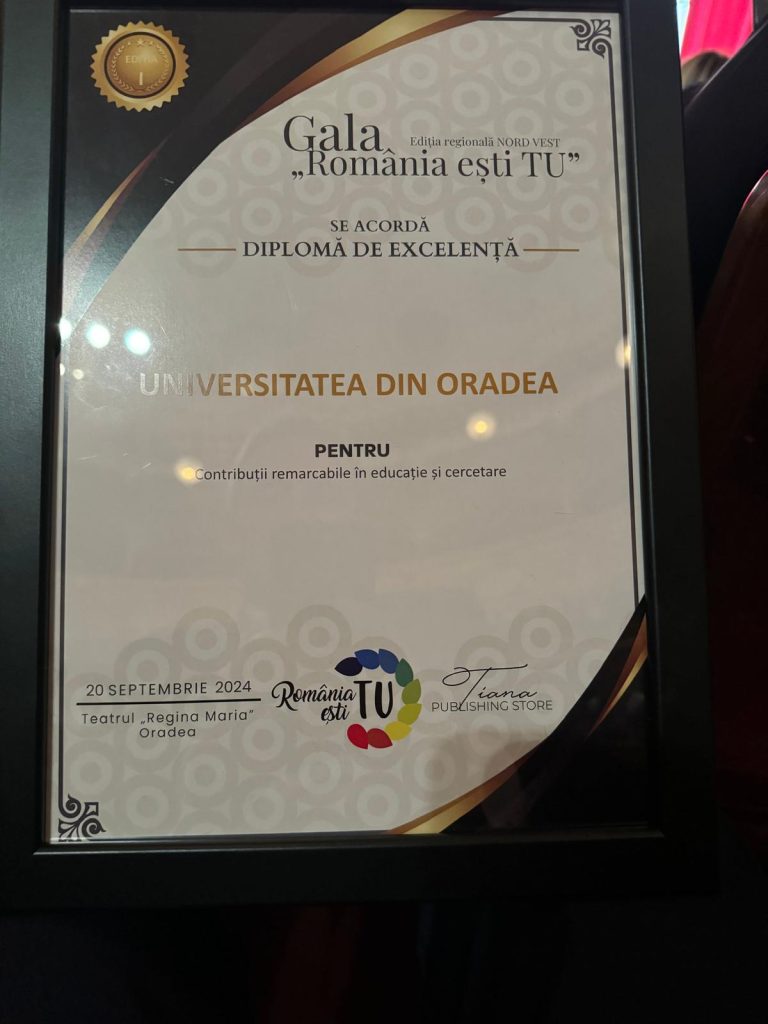 EDIȚIA
I
Gala
Ediția regională NORD VEST
„România ești TU”
SE ACORDĂ
DIPLOMĂ DE EXCELENȚĂ
UNIVERSITATEA DIN ORADEA
PENTRU
Contribuții remarcabile în educație și cercetare
20 SEPTEMBRIE 2024
Teatrul „Regina Maria”
Oradea
România
ești TU
Tiana
PUBLISHING STORE